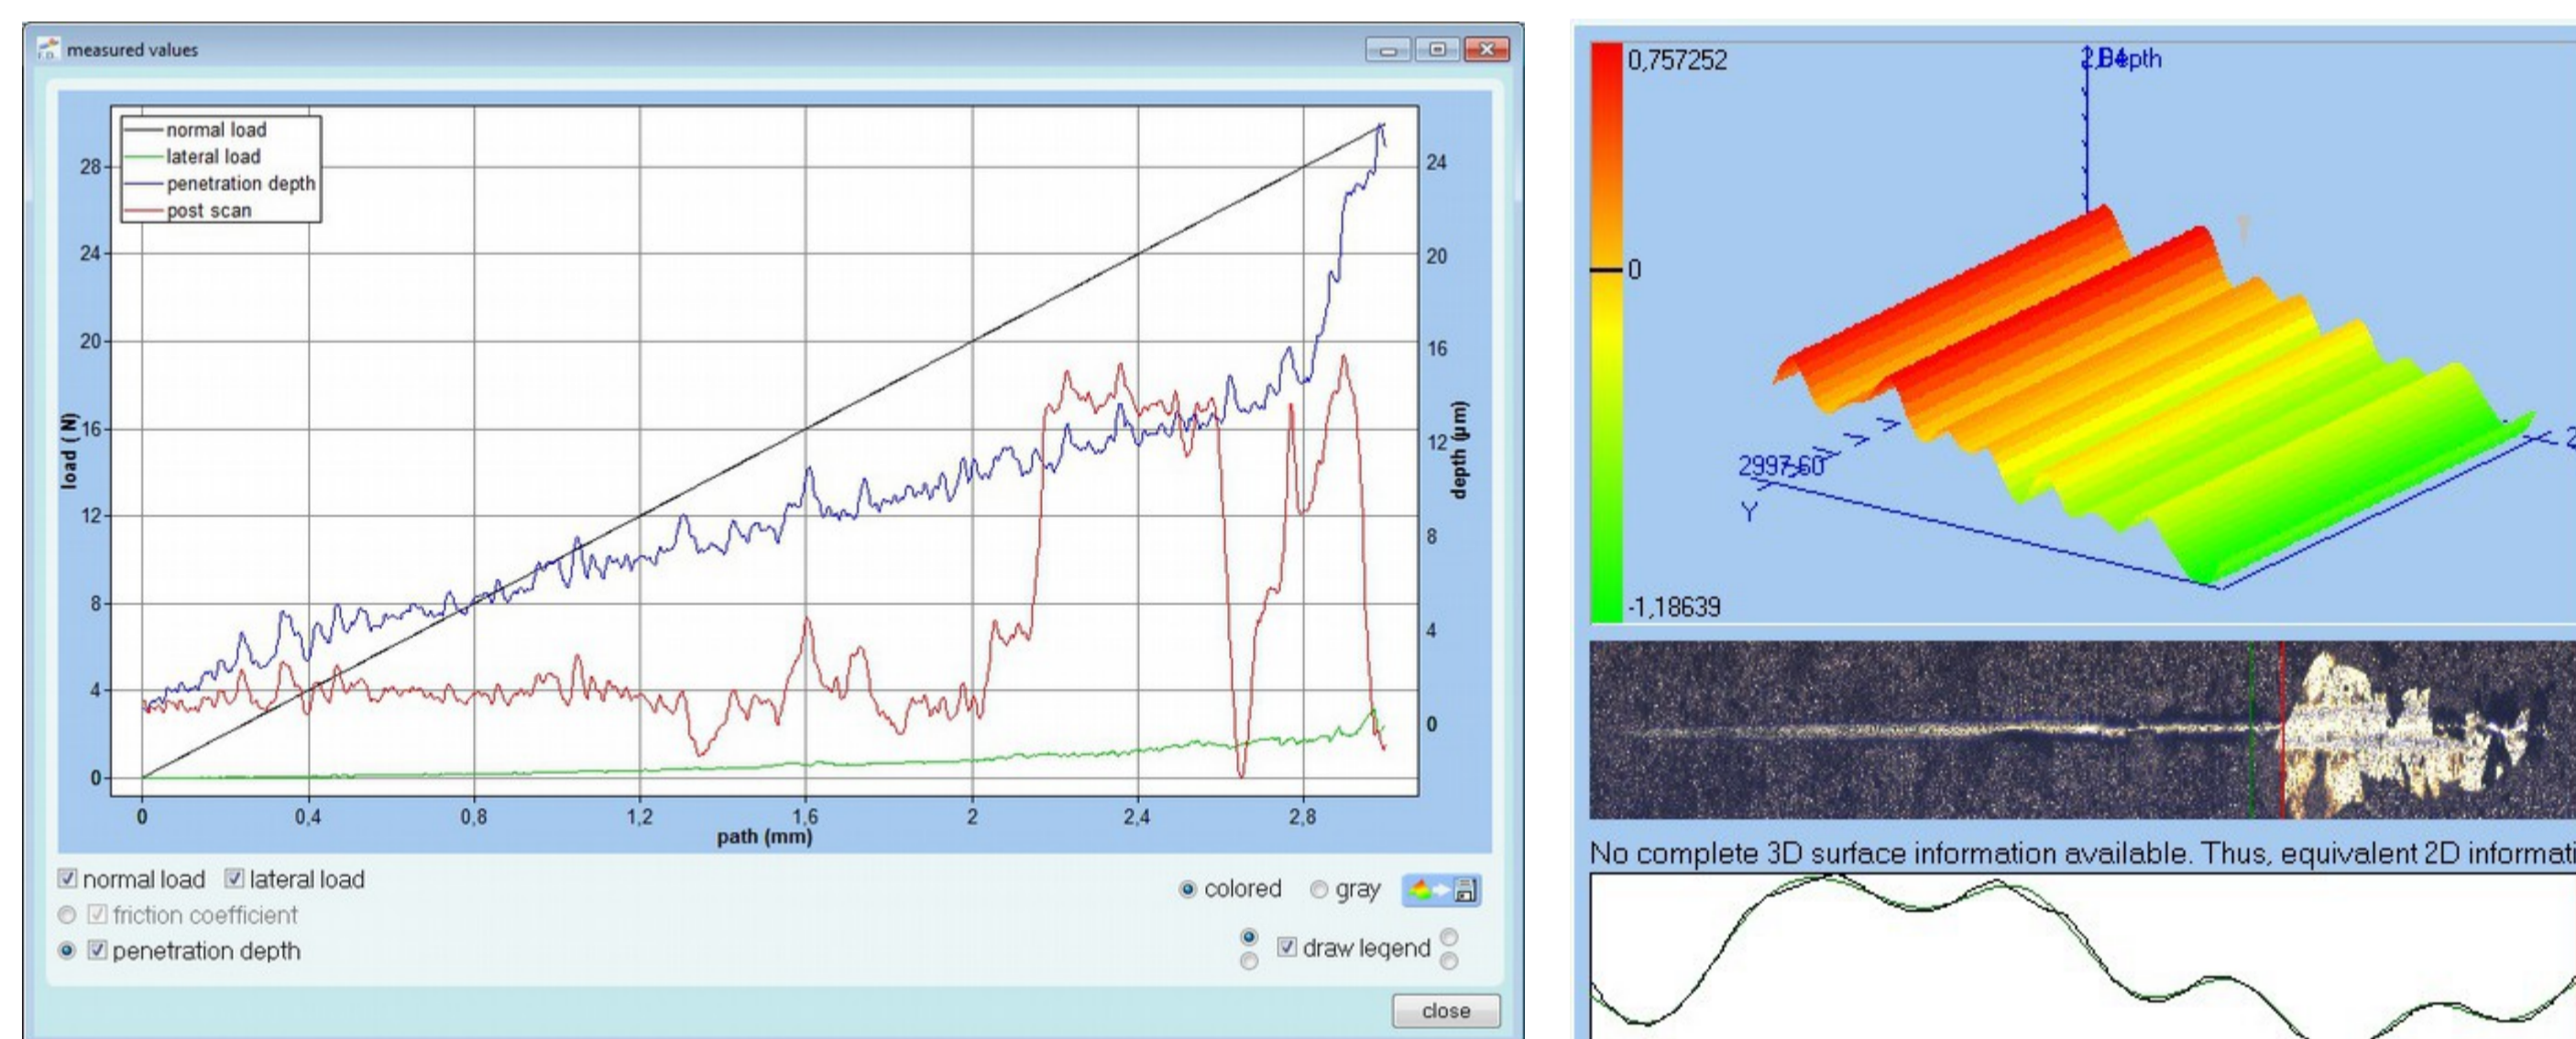 measured values
normal load
lateral load
penetration depth
post scan
28
24
20
16
12
8
4
0
load ( N)
24
20
16
12
8
4
0
depth (µm)
0
0,4
0,8
1,2
1,6
2
2,4
2,8
path (mm)
normal load lateral load
friction coefficient
penetration depth
colored gray
draw legend
close
0,757252
0
-1,18639
Depth
Y
No complete 3D surface information available. Thus, equivalent 2D informati